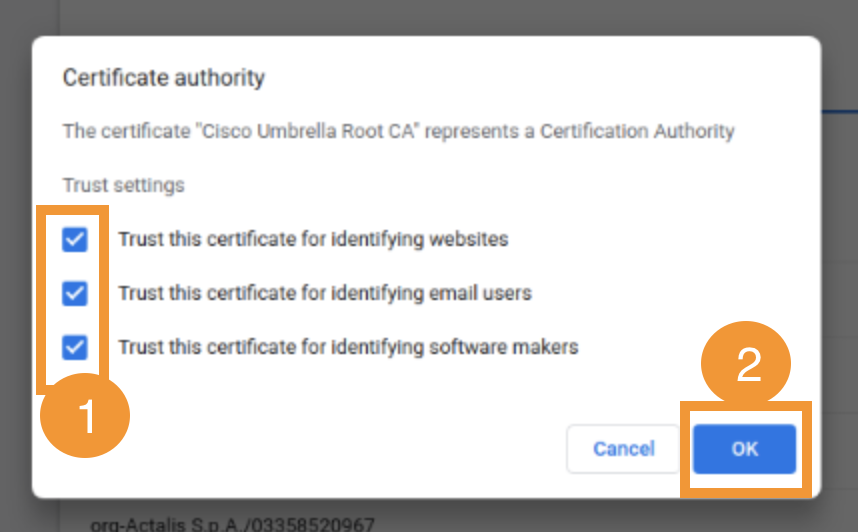 Certificate authority
The certificate "Cisco Umbrella Root CA" represents a Certification Authority
Trust settings
Trust this certificate for identifying websites
Trust this certificate for identifying email users
Trust this certificate for identifying software makers
1
2
Cancel
OK
org-Actalis S.p.A./03358520967